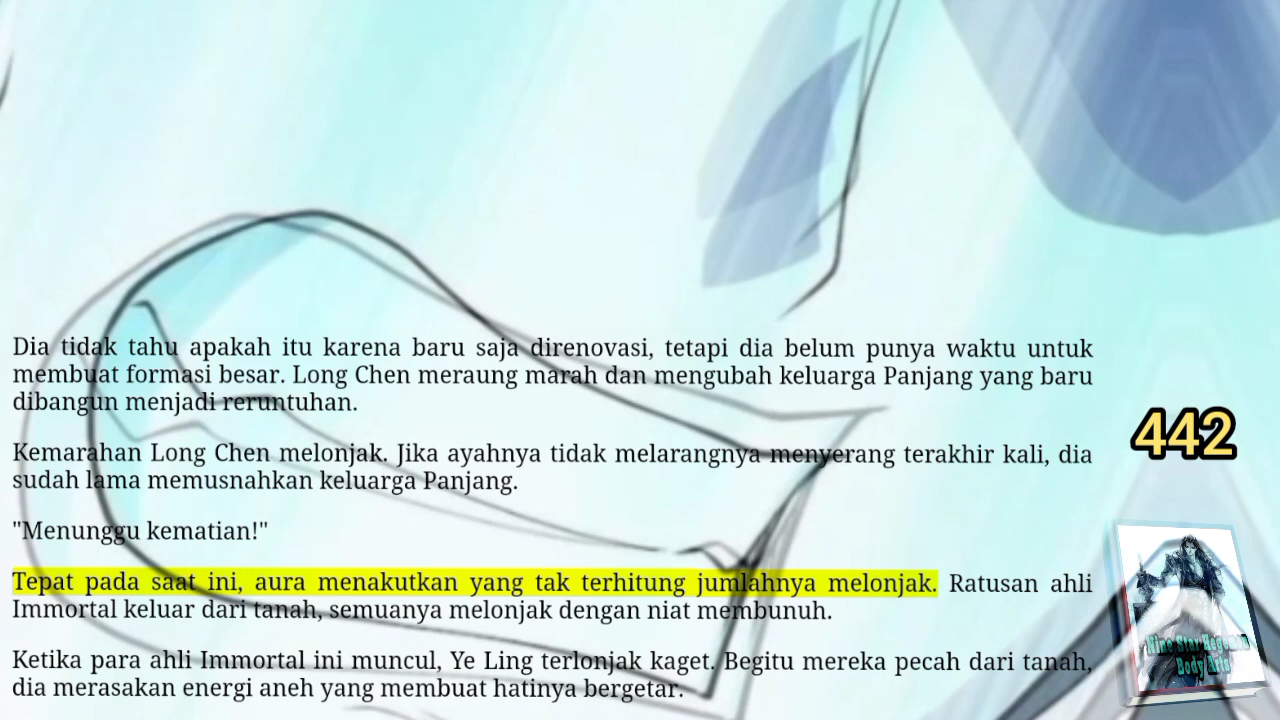 Dia tidak tahu apakah itu karena baru saja direnovasi, tetapi dia belum punya waktu untuk
membuat formasi besar. Long Chen meraung marah dan mengubah keluarga Panjang yang baru
dibangun menjadi reruntuhan.
Kemarahan Long Chen melonjak. Jika ayahnya tidak melarangnya menyerang terakhir kali, dia
sudah lama memusnahkan keluarga Panjang.
"Menunggu kematian!"
Tepat pada saat ini, aura menakutkan yang tak terhitung jumlahnya melonjak. Ratusan ahli
Immortal keluar dari tanah, semuanya melonjak dengan niat membunuh.
Ketika para ahli Immortal ini muncul, Ye Ling terlonjak kaget. Begitu mereka pecah dari tanah,
dia merasakan energi aneh yang membuat hatinya bergetar.
442
Nine Star Hegemon
Body Arts